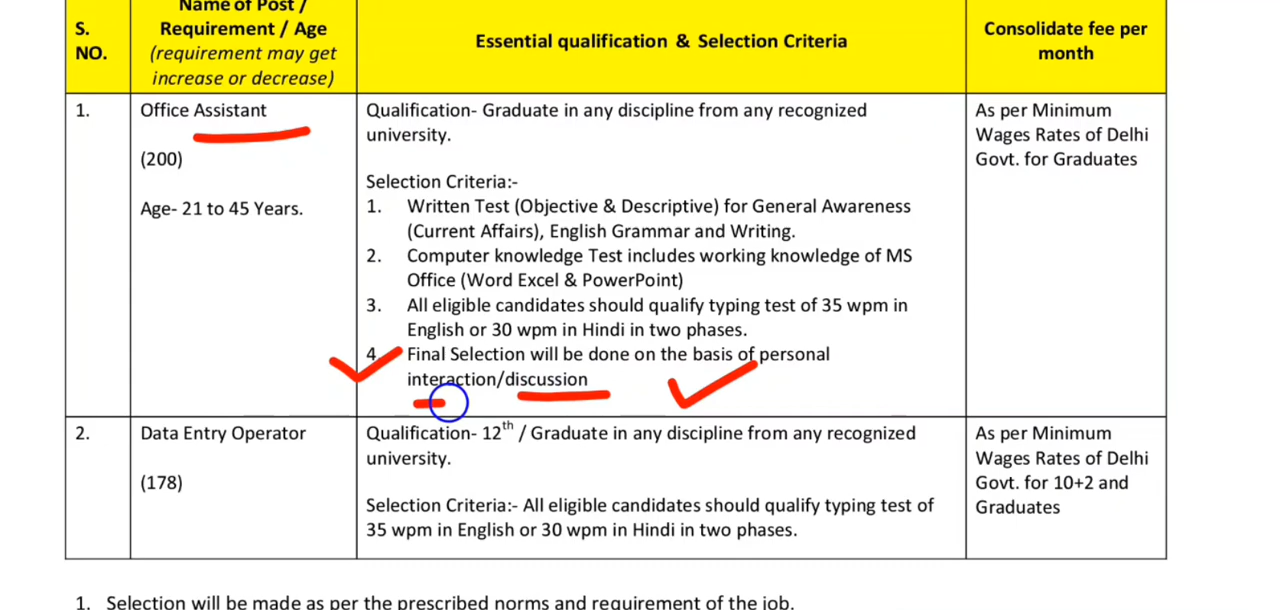 S.
NO.
Name of Post /
Requirement / Age
(requirement may get
increase or decrease)
Essential qualification & Selection Criteria
Consolidate fee per
month
1.
Office Assistant
(200)
Age- 21 to 45 Years.
Qualification- Graduate in any discipline from any recognized
university.
Selection Criteria:-
1. Written Test (Objective & Descriptive) for General Awareness
(Current Affairs), English Grammar and Writing.
2. Computer knowledge Test includes working knowledge of MS
Office (Word Excel & PowerPoint)
3. All eligible candidates should qualify typing test of 35 wpm in
English or 30 wpm in Hindi in two phases.
4. Final Selection will be done on the basis of personal
interaction/discussion
As per Minimum
Wages Rates of Delhi
Govt. for Graduates
2.
Data Entry Operator
(178)
Qualification- 12th / Graduate in any discipline from any recognized
university.
Selection Criteria:- All eligible candidates should qualify typing test of
35 wpm in English or 30 wpm in Hindi in two phases.
As per Minimum
Wages Rates of Delhi
Govt. for 10+2 and
Graduates
1. Selection will be made as per the prescribed norms and requirement of the job.